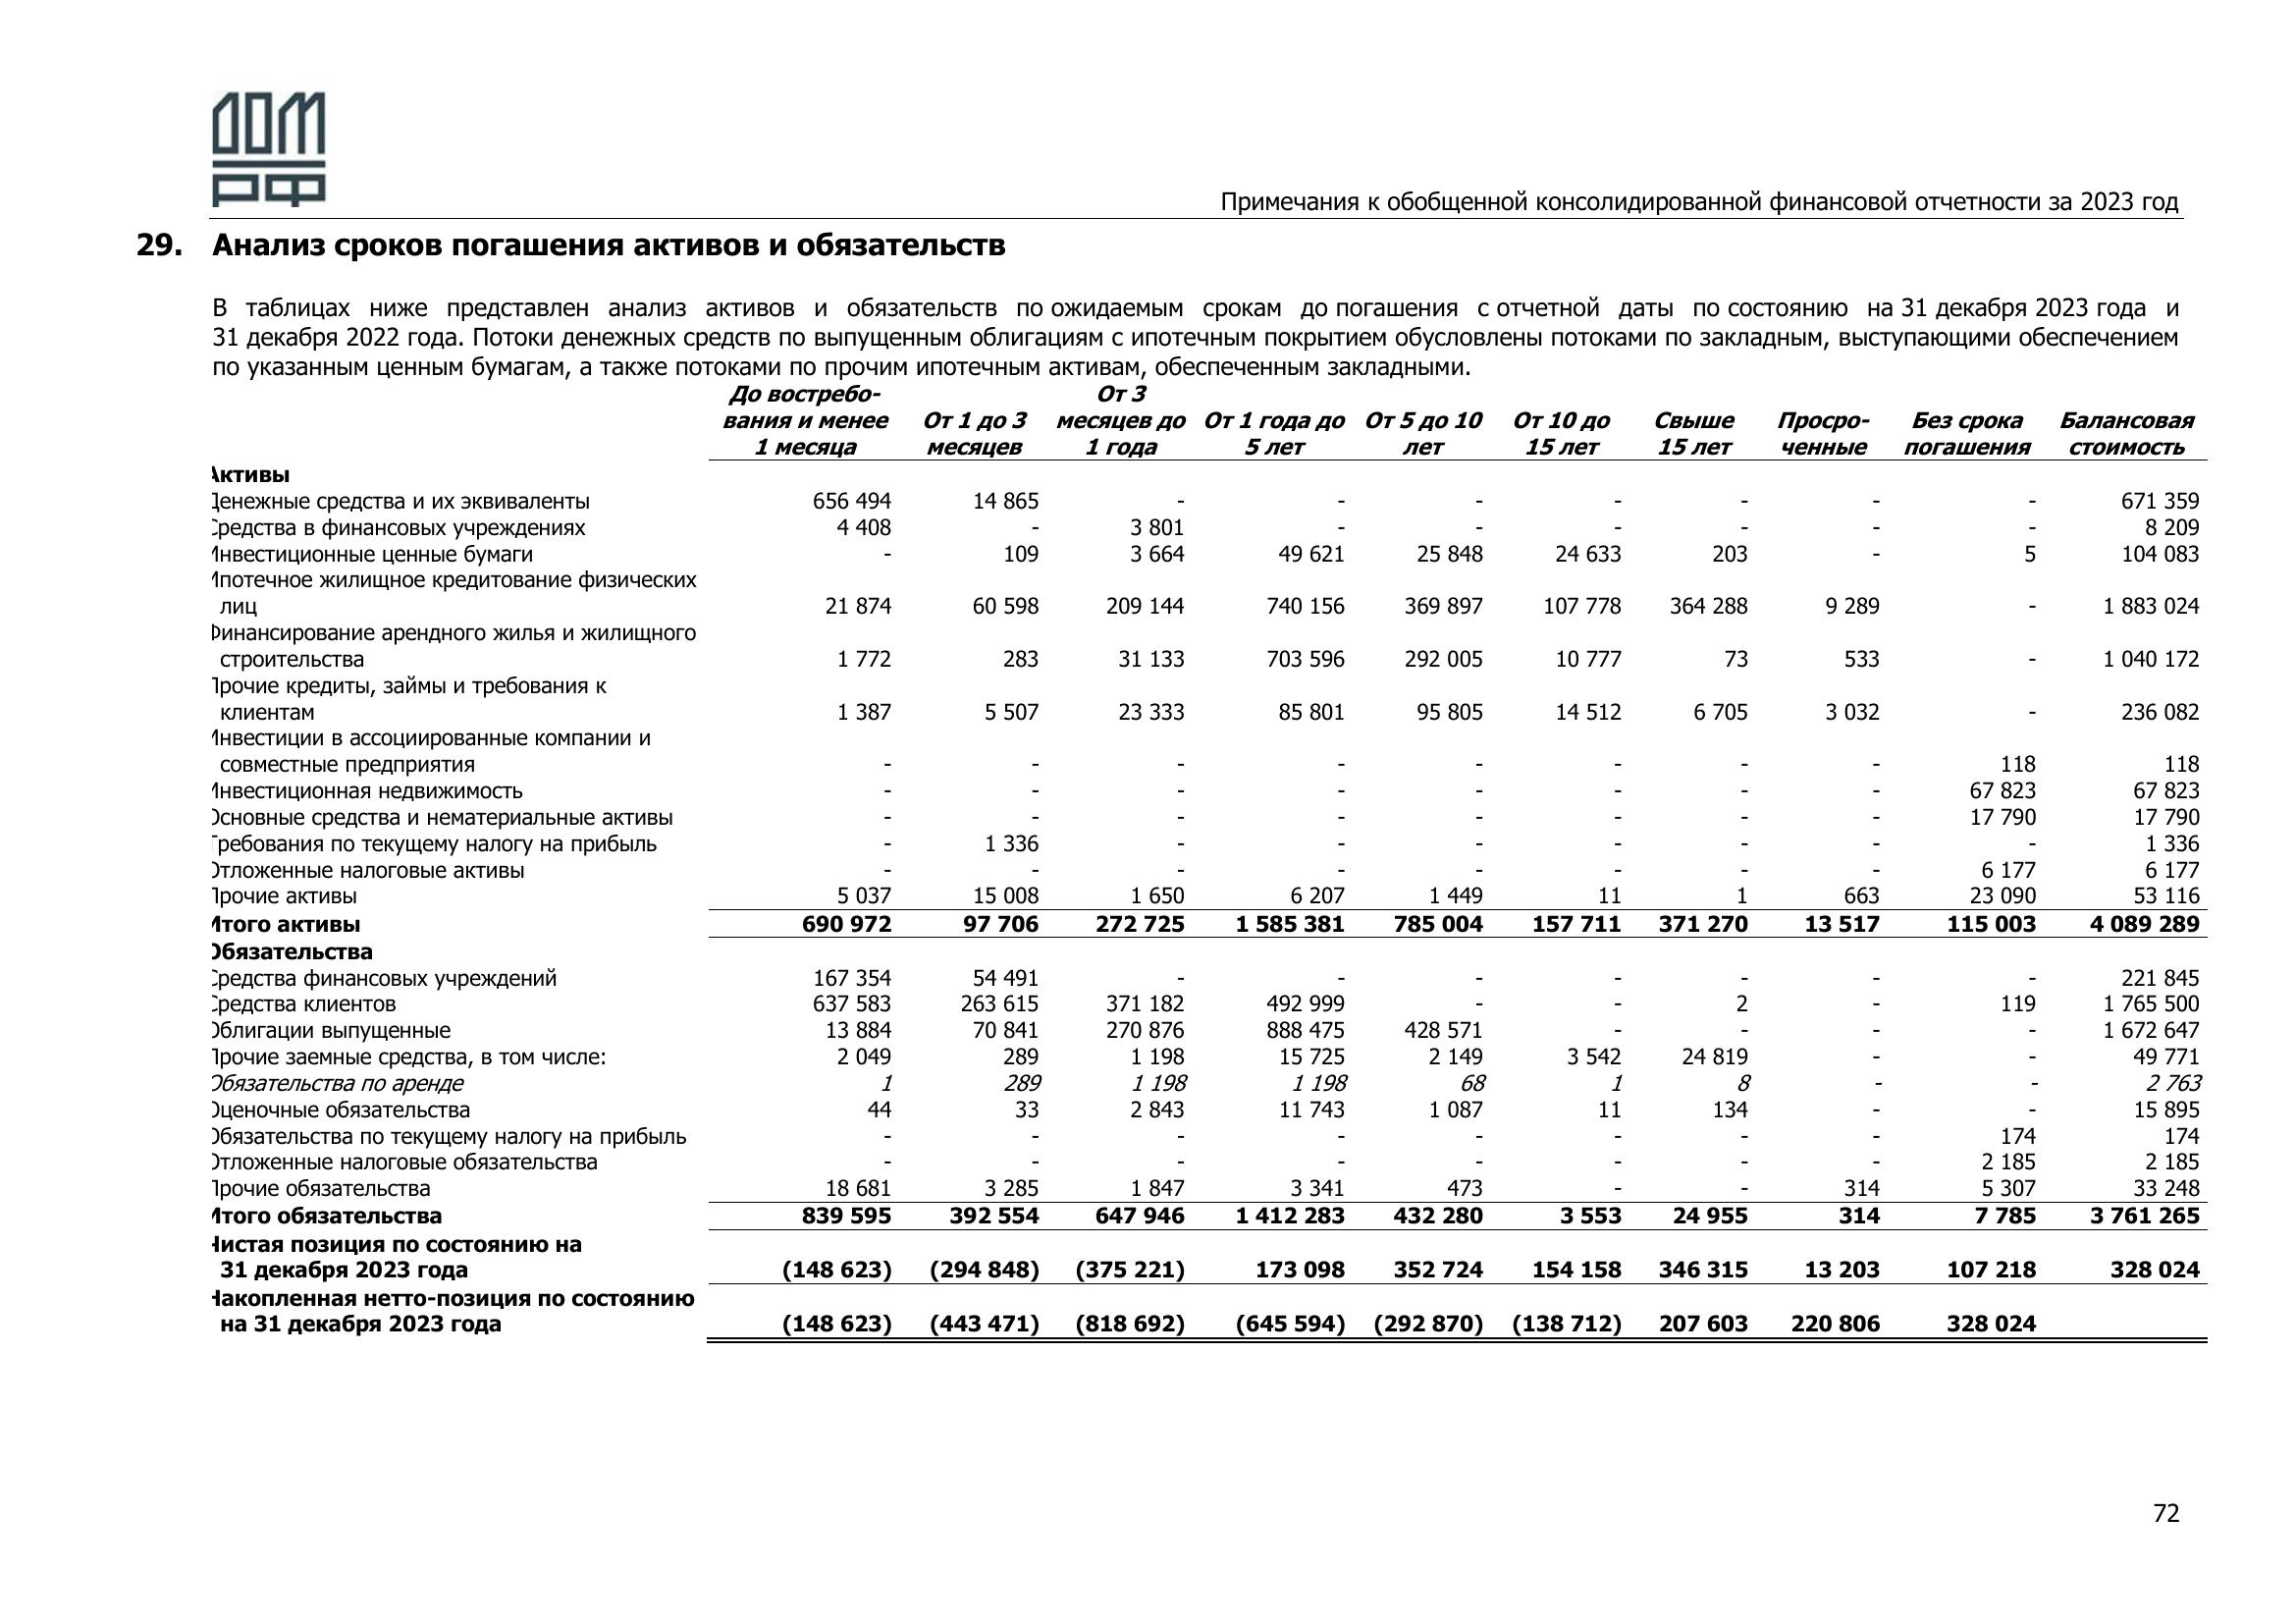 ДОМ
РФ
Примечания к обобщенной консолидированной финансовой отчетности за 2023 год
29. Анализ сроков погашения активов и обязательств
В таблицах ниже представлен анализ активов и обязательств по ожидаемым срокам до погашения с отчетной даты по состоянию на 31 декабря 2023 года и
31 декабря 2022 года. Потоки денежных средств по выпущенным облигациям с ипотечным покрытием обусловлены потоками по закладным, выступающими обеспечением
по указанным ценным бумагам, а также потоками по прочим ипотечным активам, обеспеченным закладными.
До востребо- От 3
вания и менее От 1 до 3 месяцев до От 1 года до От 5 до 10 От 10 до Свыше Просро- Без срока Балансовая
1 месяца месяцев 1 года 5 лет лет 15 лет 15 лет ченные погашения стоимость
Активы
Денежные средства и их эквиваленты 656 494 14 865 - - - - - - - 671 359
Средства в финансовых учреждениях 4 408 - 3 801 - - - - - - 8 209
Инвестиционные ценные бумаги - 109 3 664 49 621 25 848 24 633 203 - 5 104 083
Ипотечное жилищное кредитование физических
лиц 21 874 60 598 209 144 740 156 369 897 107 778 364 288 9 289 - 1 883 024
Финансирование арендного жилья и жилищного
строительства 1 772 283 31 133 703 596 292 005 10 777 73 533 - 1 040 172
Прочие кредиты, займы и требования к
клиентам 1 387 5 507 23 333 85 801 95 805 14 512 6 705 3 032 - 236 082
Инвестиции в ассоциированные компании и
совместные предприятия - - - - - - - - 118 118
Инвестиционная недвижимость - - - - - - - - 67 823 67 823
Основные средства и нематериальные активы - - - - - - - - 17 790 17 790
Требования по текущему налогу на прибыль - 1 336 - - - - - - - 1 336
Отложенные налоговые активы - - - - - - - - 6 177 6 177
Прочие активы 5 037 15 008 1 650 6 207 1 449 11 1 663 23 090 53 116
Итого активы 690 972 97 706 272 725 1 585 381 785 004 157 711 371 270 13 517 115 003 4 089 289
Обязательства
Средства финансовых учреждений 167 354 54 491 - - - - - - - 221 845
Средства клиентов 637 583 263 615 371 182 492 999 - - 2 - 119 1 765 500
Облигации выпущенные 13 884 70 841 270 876 888 475 428 571 - - - - 1 672 647
Прочие заемные средства, в том числе: 2 049 289 1 198 15 725 2 149 3 542 24 819 - - 49 771
Обязательства по аренде 1 289 1 198 1 198 68 1 8 - - 2 763
Оценочные обязательства 44 33 2 843 11 743 1 087 11 134 - - 15 895
Обязательства по текущему налогу на прибыль - - - - - - - - 174 174
Отложенные налоговые обязательства - - - - - - - - 2 185 2 185
Прочие обязательства 18 681 3 285 1 847 3 341 473 - - 314 5 307 33 248
Итого обязательства 839 595 392 554 647 946 1 412 283 432 280 3 553 24 955 314 7 785 3 761 265
Чистая позиция по состоянию на
31 декабря 2023 года (148 623) (294 848) (375 221) 173 098 352 724 154 158 346 315 13 203 107 218 328 024
Накопленная нетто-позиция по состоянию
на 31 декабря 2023 года (148 623) (443 471) (818 692) (645 594) (292 870) (138 712) 207 603 220 806 328 024
72